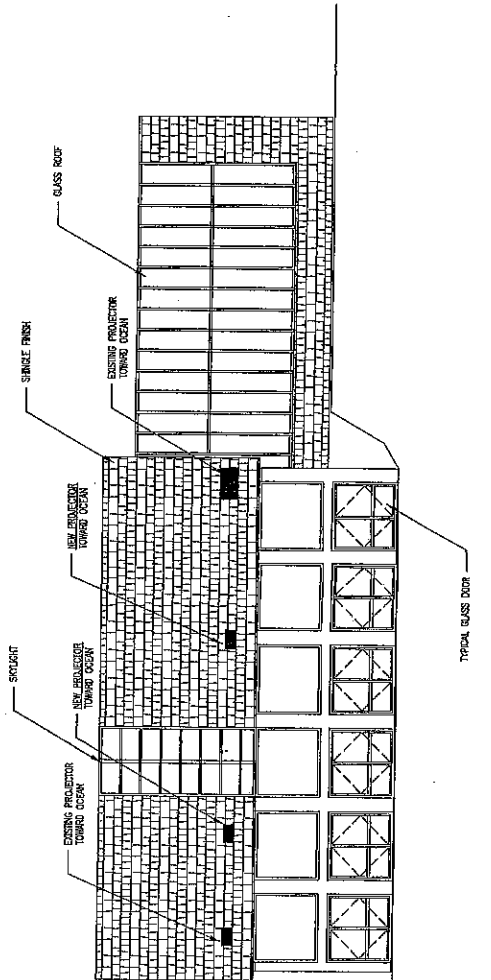 EXISTING PROJECTOR
TOWARD OCEAN
NEW PROJECTOR
TOWARD OCEAN
SKYLIGHT
NEW PROJECTOR
TOWARD OCEAN
EXISTING PROJECTOR
TOWARD OCEAN
SHINGLE FINISH
GLASS ROOF
TYPICAL GLASS DOOR